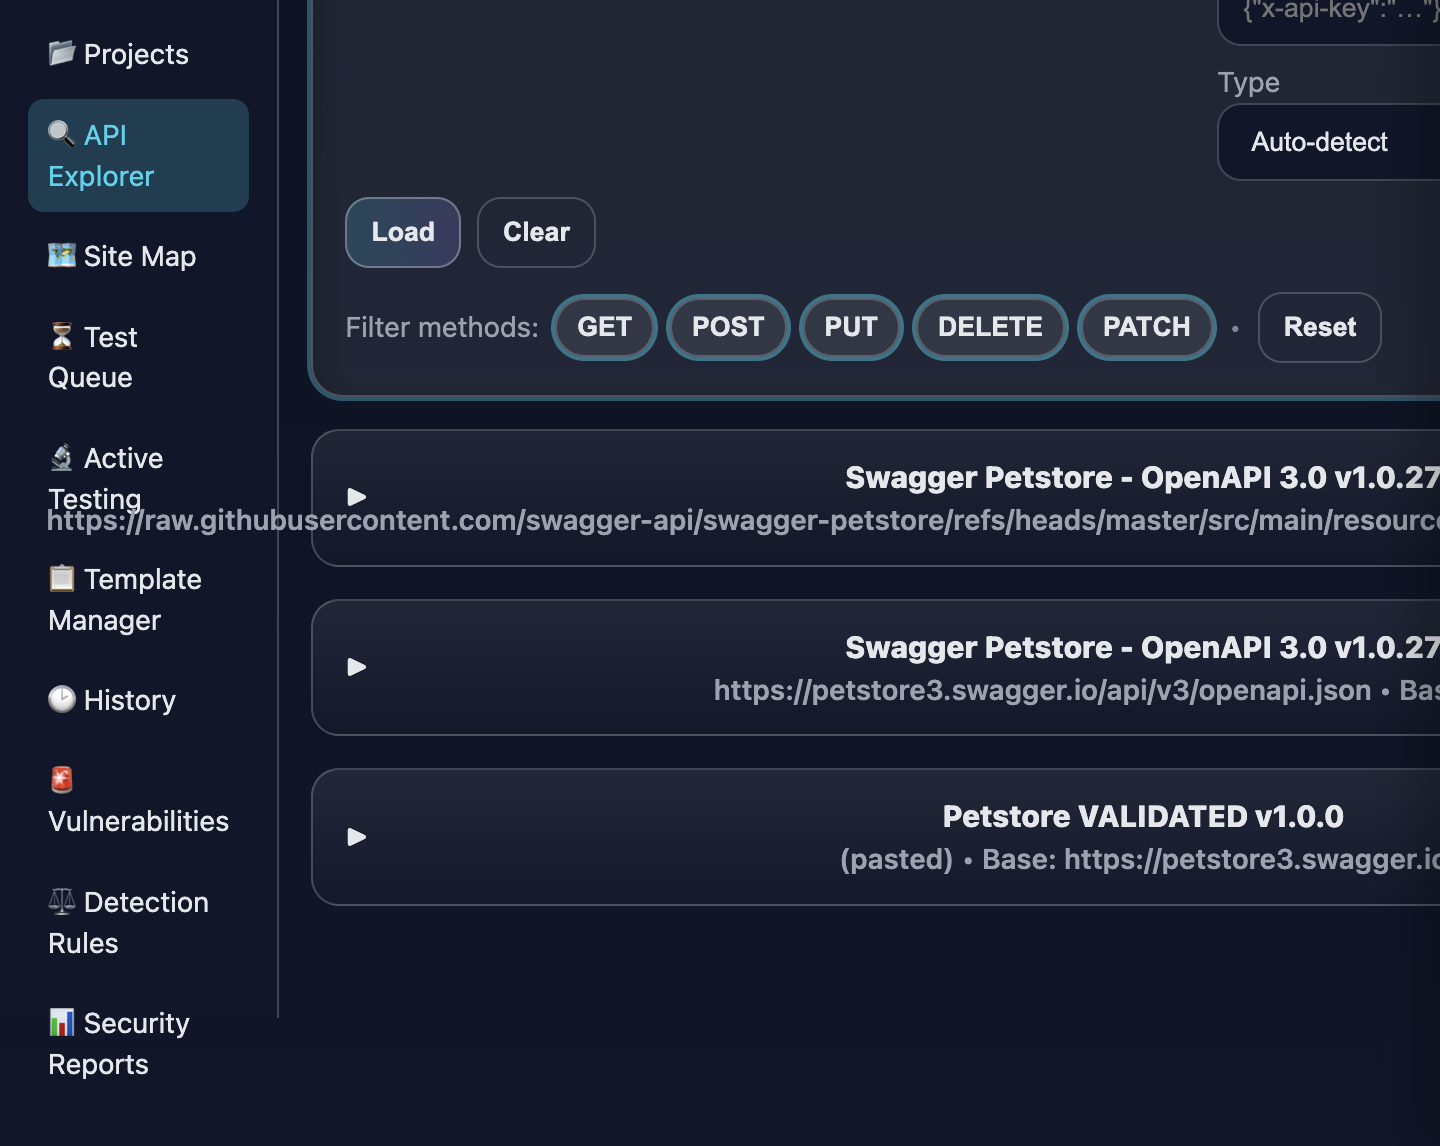 Projects
API
Explorer
Site Map
Test
Queue
Active
Testing
Template
Manager
History
Vulnerabilities
Detection
Rules
Security
Reports
{"x-api-key":"..."}
Type
Auto-detect
Load
Clear
Filter methods: GET POST PUT DELETE PATCH • Reset
Swagger Petstore - OpenAPI 3.0 v1.0.27
https://raw.githubusercontent.com/swagger-api/swagger-petstore/refs/heads/master/src/main/resourc
Swagger Petstore - OpenAPI 3.0 v1.0.27
https://petstore3.swagger.io/api/v3/openapi.json • Bas
Petstore VALIDATED v1.0.0
(pasted) • Base: https://petstore3.swagger.io